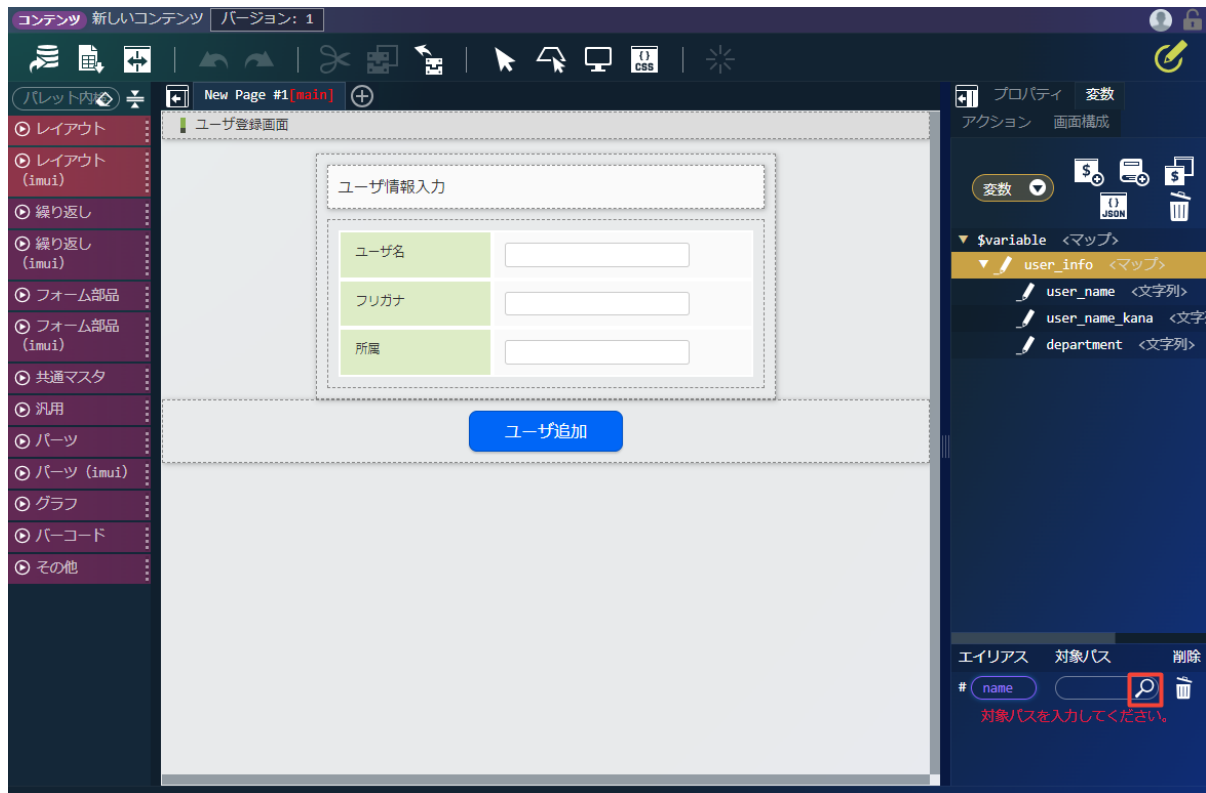 コンテンツ 新しいコンテンツ バージョン: 1
{}
CSS
パレット内検
New Page #1[main]
プロパティ 変数
アクション 画面構成
レイアウト
レイアウト
(imui)
繰り返し
繰り返し
(imui)
フォーム部品
フォーム部品
(imui)
共通マスタ
汎用
パーツ
パーツ (imui)
グラフ
バーコード
その他
ユーザ登録画面
ユーザ情報入力
ユーザ名
フリガナ
所属
ユーザ追加
変数
$
$
{}
JSON
$variable <マップ>
user_info <マップ>
user_name <文字列>
user_name_kana <文字
department <文字列>
エイリアス 対象パス 削除
# name
対象パスを入力してください。